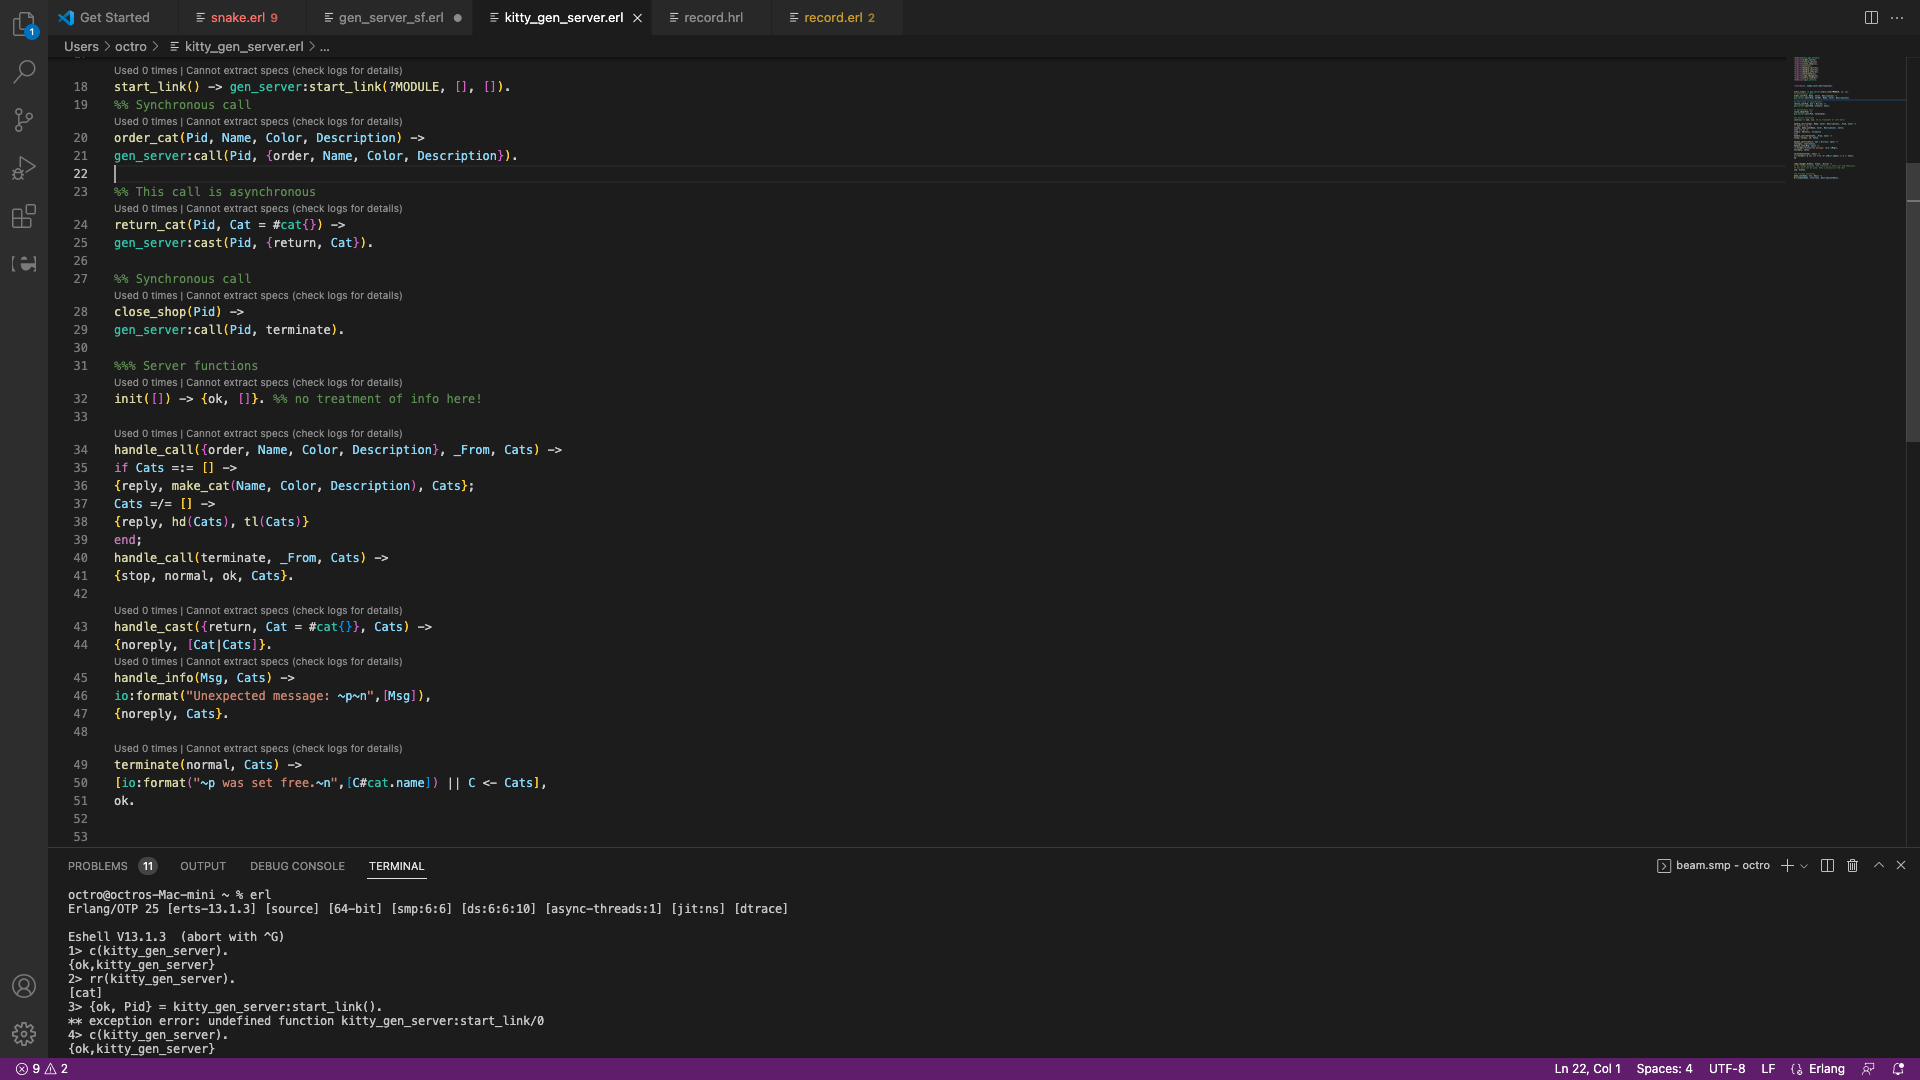 Get Started
snake.erl 9
gen_server_sf.erl
kitty_gen_server.erl
record.hrl
record.erl 2
1
Users > octro > kitty_gen_server.erl > ...
Used 0 times | Cannot extract specs (check logs for details)
18 start_link() -> gen_server:start_link(?MODULE, [], []).
19 %% Synchronous call
Used 0 times | Cannot extract specs (check logs for details)
20 order_cat(Pid, Name, Color, Description) ->
21 gen_server:call(Pid, {order, Name, Color, Description}).
22
23 %% This call is asynchronous
Used 0 times | Cannot extract specs (check logs for details)
24 return_cat(Pid, Cat = #cat{}) ->
25 gen_server:cast(Pid, {return, Cat}).
26
27 %% Synchronous call
Used 0 times | Cannot extract specs (check logs for details)
28 close_shop(Pid) ->
29 gen_server:call(Pid, terminate).
30
31 %%% Server functions
Used 0 times | Cannot extract specs (check logs for details)
32 init([]) -> {ok, []}. %% no treatment of info here!
33
Used 0 times | Cannot extract specs (check logs for details)
34 handle_call({order, Name, Color, Description}, _From, Cats) ->
35 if Cats =:= [] ->
36 {reply, make_cat(Name, Color, Description), Cats};
37 Cats =/= [] ->
38 {reply, hd(Cats), tl(Cats)}
39 end;
40 handle_call(terminate, _From, Cats) ->
41 {stop, normal, ok, Cats}.
42
Used 0 times | Cannot extract specs (check logs for details)
43 handle_cast({return, Cat = #cat{}}, Cats) ->
44 {noreply, [Cat|Cats]}.
Used 0 times | Cannot extract specs (check logs for details)
45 handle_info(Msg, Cats) ->
46 io:format("Unexpected message: ~p~n",[Msg]),
47 {noreply, Cats}.
48
Used 0 times | Cannot extract specs (check logs for details)
49 terminate(normal, Cats) ->
50 [io:format("~p was set free.~n",[C#cat.name]) || C <- Cats],
51 ok.
52
53
PROBLEMS 11 OUTPUT DEBUG CONSOLE TERMINAL
beam.smp - octro
octro@octros-Mac-mini ~ % erl
Erlang/OTP 25 [erts-13.1.3] [source] [64-bit] [smp:6:6] [ds:6:6:10] [async-threads:1] [jit:ns] [dtrace]
Eshell V13.1.3  (abort with ^G)
1> c(kitty_gen_server).
{ok,kitty_gen_server}
2> rr(kitty_gen_server).
[cat]
3> {ok, Pid} = kitty_gen_server:start_link().
** exception error: undefined function kitty_gen_server:start_link/0
4> c(kitty_gen_server).
{ok,kitty_gen_server}
9 2
Ln 22, Col 1 Spaces: 4 UTF-8 LF Erlang